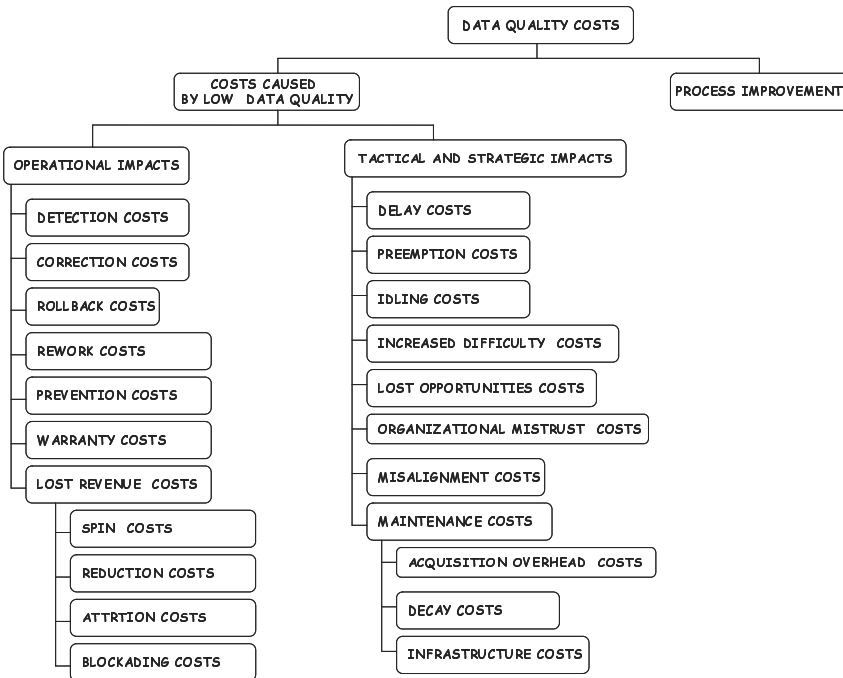 DATA QUALITY COSTS
COSTS CAUSED
BY LOW DATA QUALITY
PROCESS IMPROVEMENT
OPERATIONAL IMPACTS
DETECTION COSTS
CORRECTION COSTS
ROLLBACK COSTS
REWORK COSTS
PREVENTION COSTS
WARRANTY COSTS
LOST REVENUE COSTS
SPIN COSTS
REDUCTION COSTS
ATTRTION COSTS
BLOCKADING COSTS
TACTICAL AND STRATEGIC IMPACTS
DELAY COSTS
PREEMPTION COSTS
IDLING COSTS
INCREASED DIFFICULTY COSTS
LOST OPPORTUNITIES COSTS
ORGANIZATIONAL MISTRUST COSTS
MISALIGNMENT COSTS
MAINTENANCE COSTS
ACQUISITION OVERHEAD COSTS
DECAY COSTS
INFRASTRUCTURE COSTS